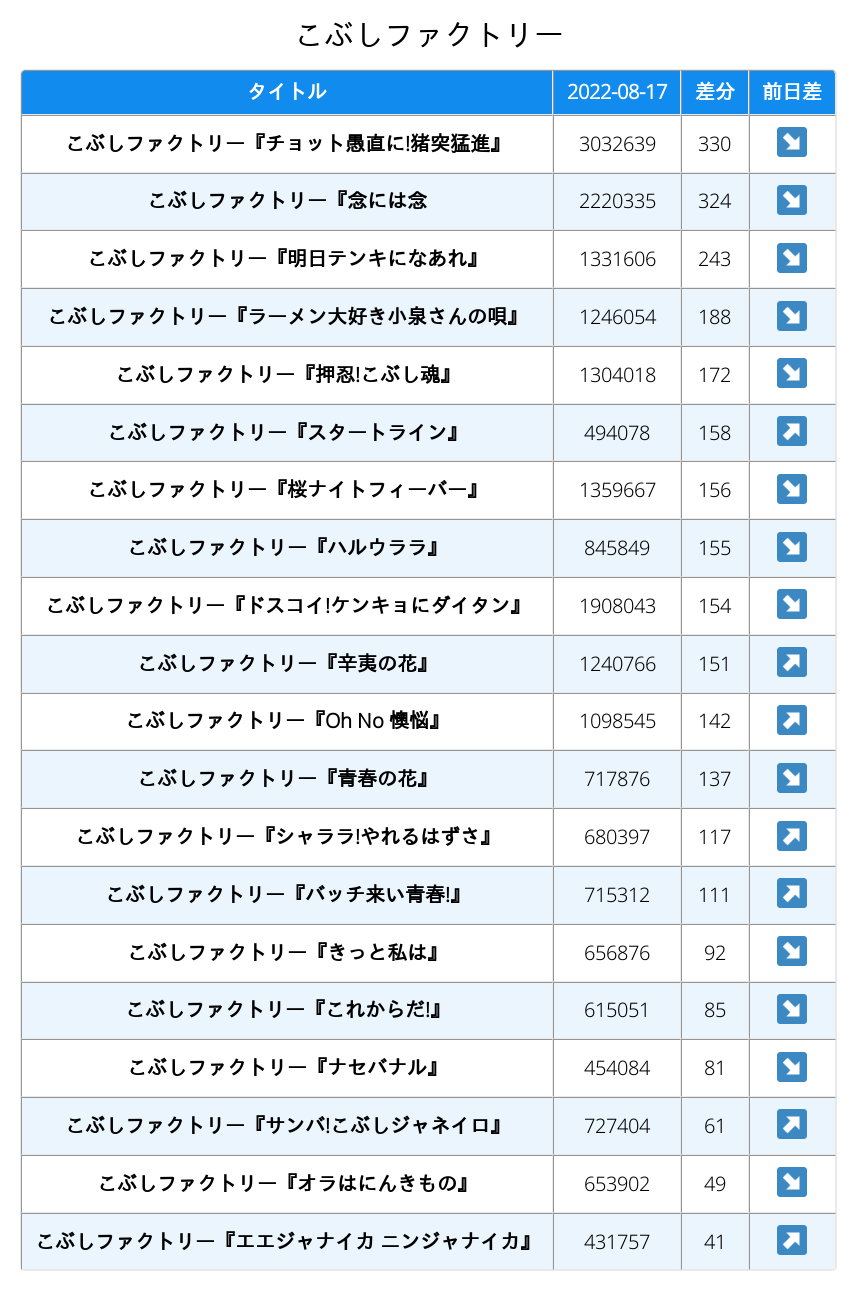 こぶしファクトリー
タイトル 2022-08-17 差分 前日差
こぶしファクトリー『チョット愚直に!猪突猛進』 3032639 330 ↘
こぶしファクトリー『念には念 2220335 324 ↘
こぶしファクトリー『明日テンキになあれ』 1331606 243 ↘
こぶしファクトリー『ラーメン大好き小泉さんの唄』 1246054 188 ↘
こぶしファクトリー『押忍!こぶし魂』 1304018 172 ↘
こぶしファクトリー『スタートライン』 494078 158 ↗
こぶしファクトリー『桜ナイトフィーバー』 1359667 156 ↘
こぶしファクトリー『ハルウララ』 845849 155 ↘
こぶしファクトリー『ドスコイ!ケンキョにダイタン』 1908043 154 ↘
こぶしファクトリー『辛夷の花』 1240766 151 ↗
こぶしファクトリー『Oh No 懊悩』 1098545 142 ↗
こぶしファクトリー『青春の花』 717876 137 ↘
こぶしファクトリー『シャララ!やれるはずさ』 680397 117 ↗
こぶしファクトリー『バッチ来い青春!』 715312 111 ↗
こぶしファクトリー『きっと私は』 656876 92 ↘
こぶしファクトリー『これからだ!』 615051 85 ↘
こぶしファクトリー『ナセバナル』 454084 81 ↘
こぶしファクトリー『サンバ!こぶしジャネイロ』 727404 61 ↗
こぶしファクトリー『オラはにんきもの』 653902 49 ↘
こぶしファクトリー『エエジャナイカ ニンジャナイカ』 431757 41 ↗